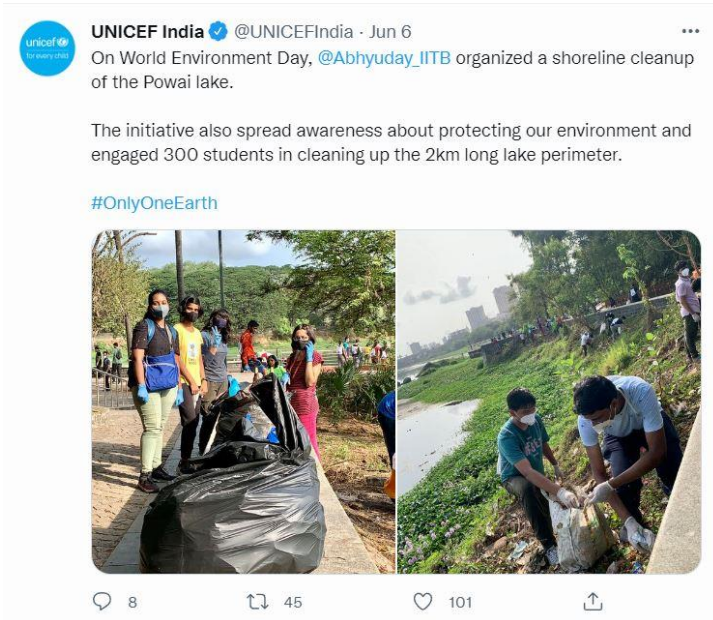 unicef
for every child
UNICEF India @UNICEFIndia · Jun 6
On World Environment Day, @Abhyuday_IITB organized a shoreline cleanup
of the Powai lake.
The initiative also spread awareness about protecting our environment and
engaged 300 students in cleaning up the 2km long lake perimeter.
#OnlyOneEarth
8 45 101